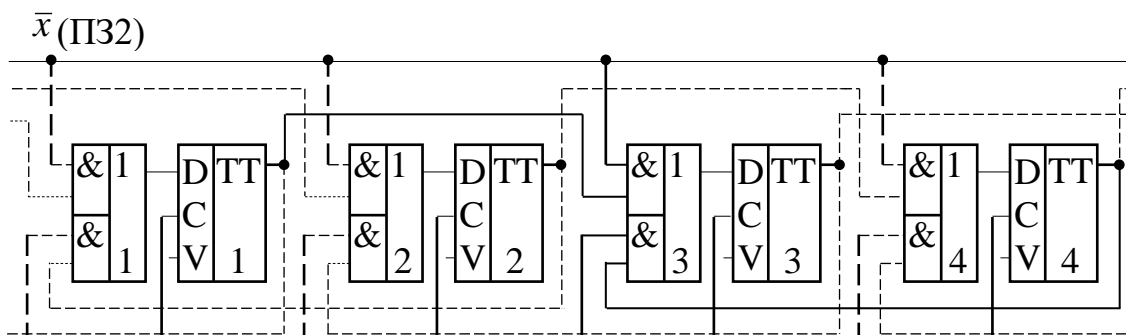 x̅ (ПЗ2)
& 1 D TT & 1 D TT & 1 D TT & 1 D TT
C C C C
& & & &
1 V 1 2 V 2 3 V 3 4 V 4